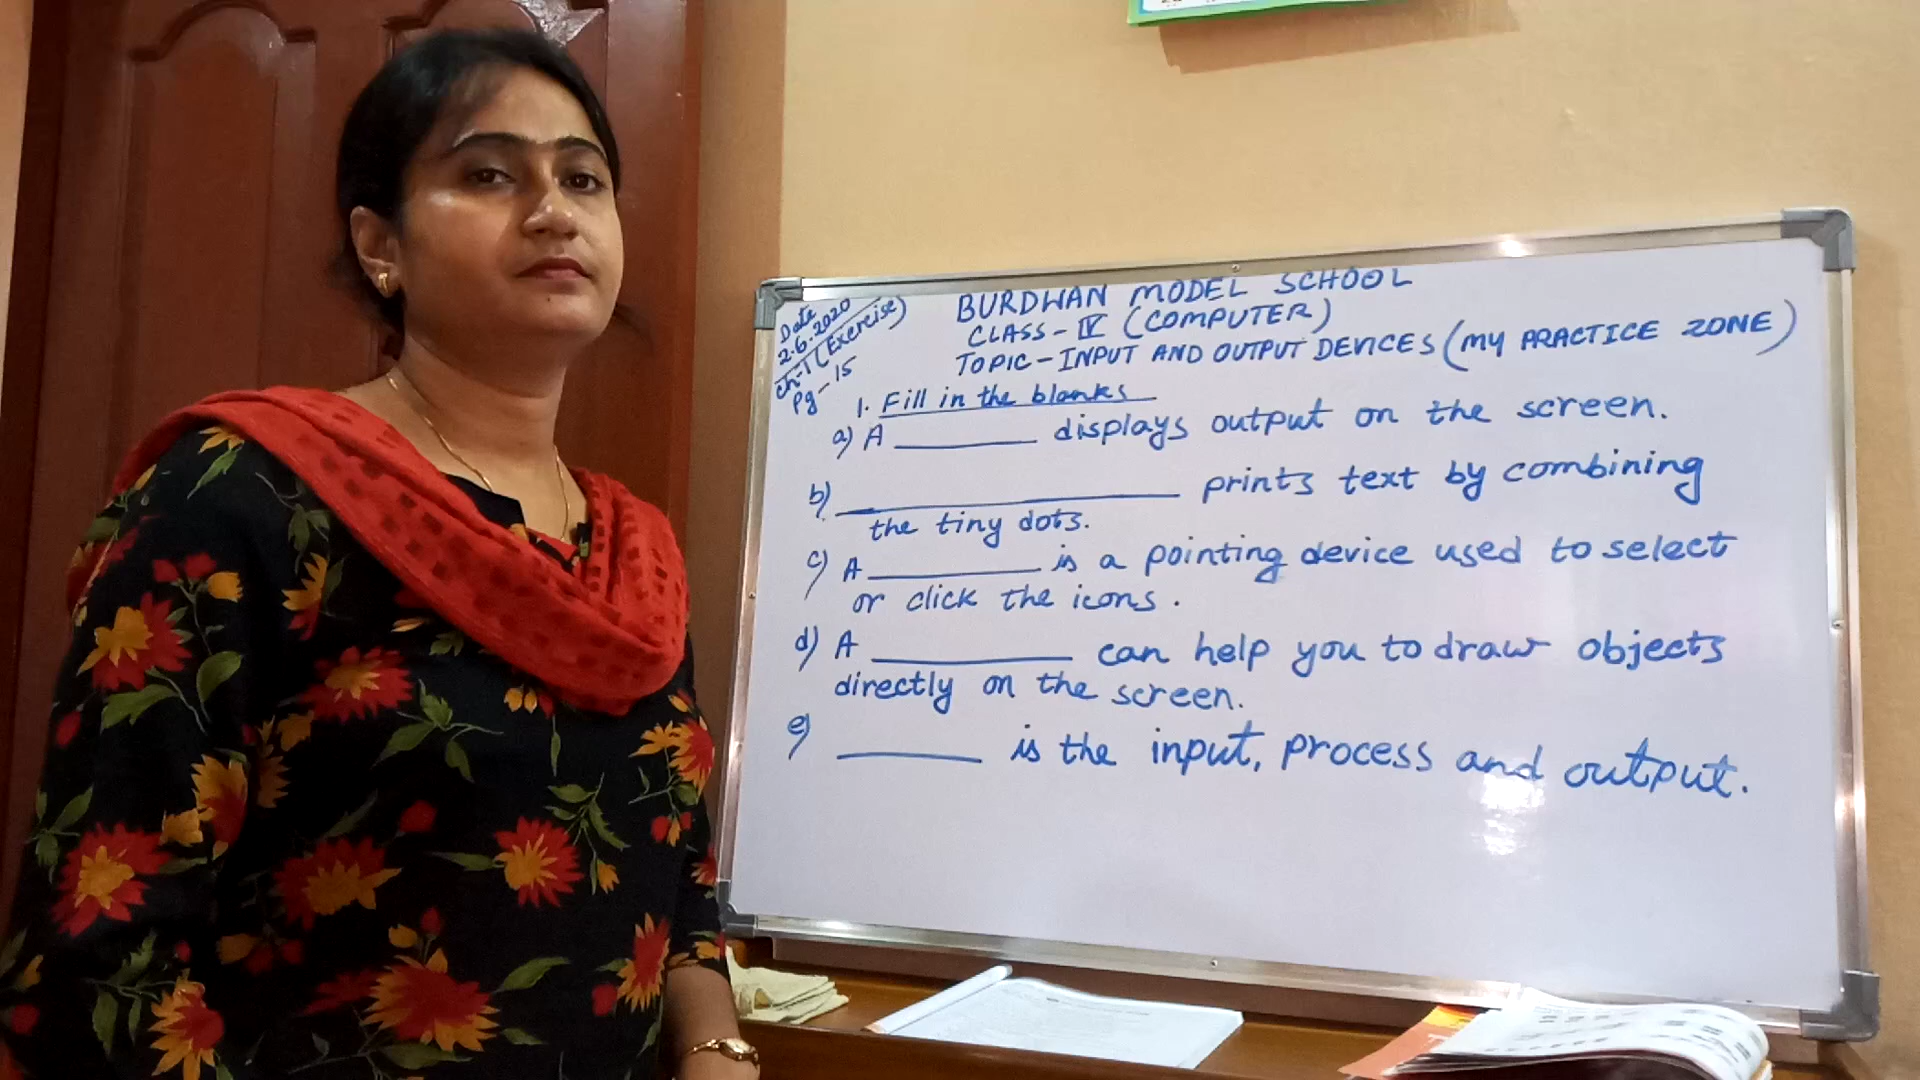 Date
2.6.2020
Ch-1 (Exercise)
Pg-15
BURDWAN MODEL SCHOOL
CLASS-IV (COMPUTER)
TOPIC-INPUT AND OUTPUT DEVICES (MY PRACTICE ZONE)
1. Fill in the blanks
a) A ________ displays output on the screen.
b) ________________ prints text by combining
the tiny dots.
c) A ________ is a pointing device used to select
or click the icons.
d) A _________ can help you to draw objects
directly on the screen.
e) _______ is the input, process and output.